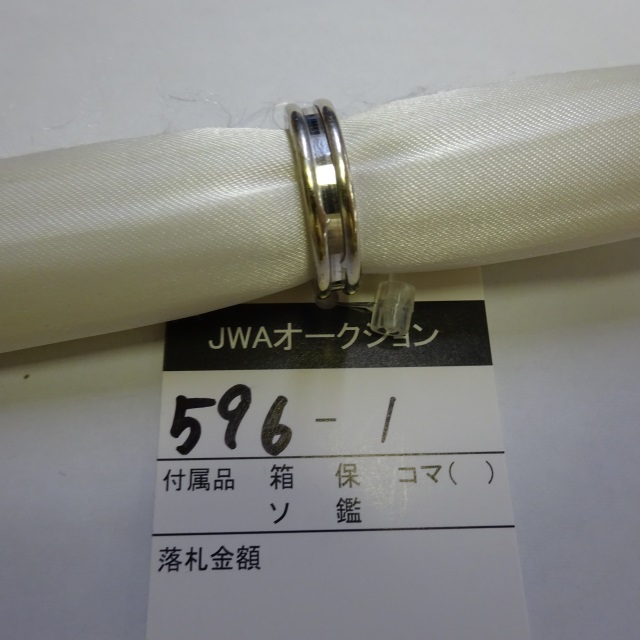 JWAオークション
596-1
付属品 箱 保 コマ( )
ソ 鑑
落札金額